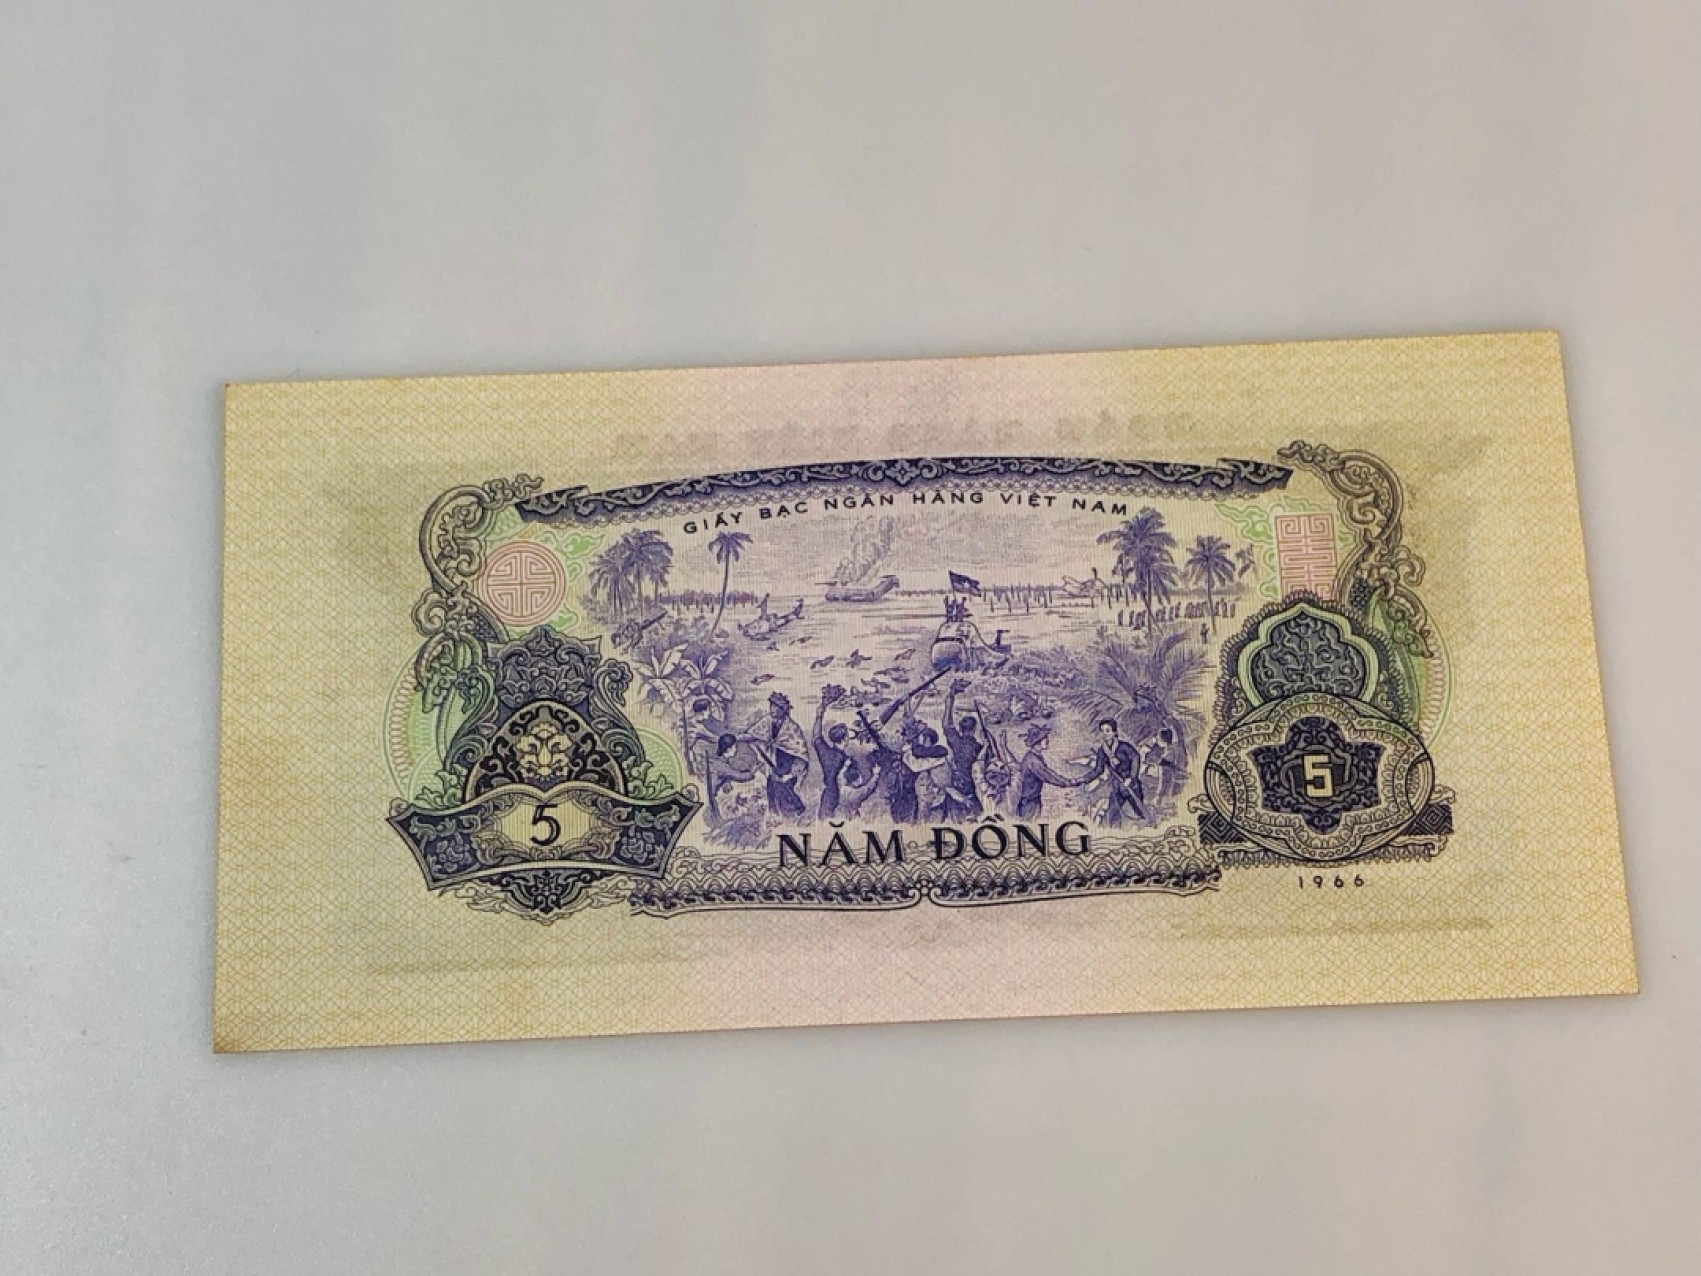 GIẤY BẠC NGÂN HÀNG VIỆT NAM
5
5
NĂM ĐỒNG
1966